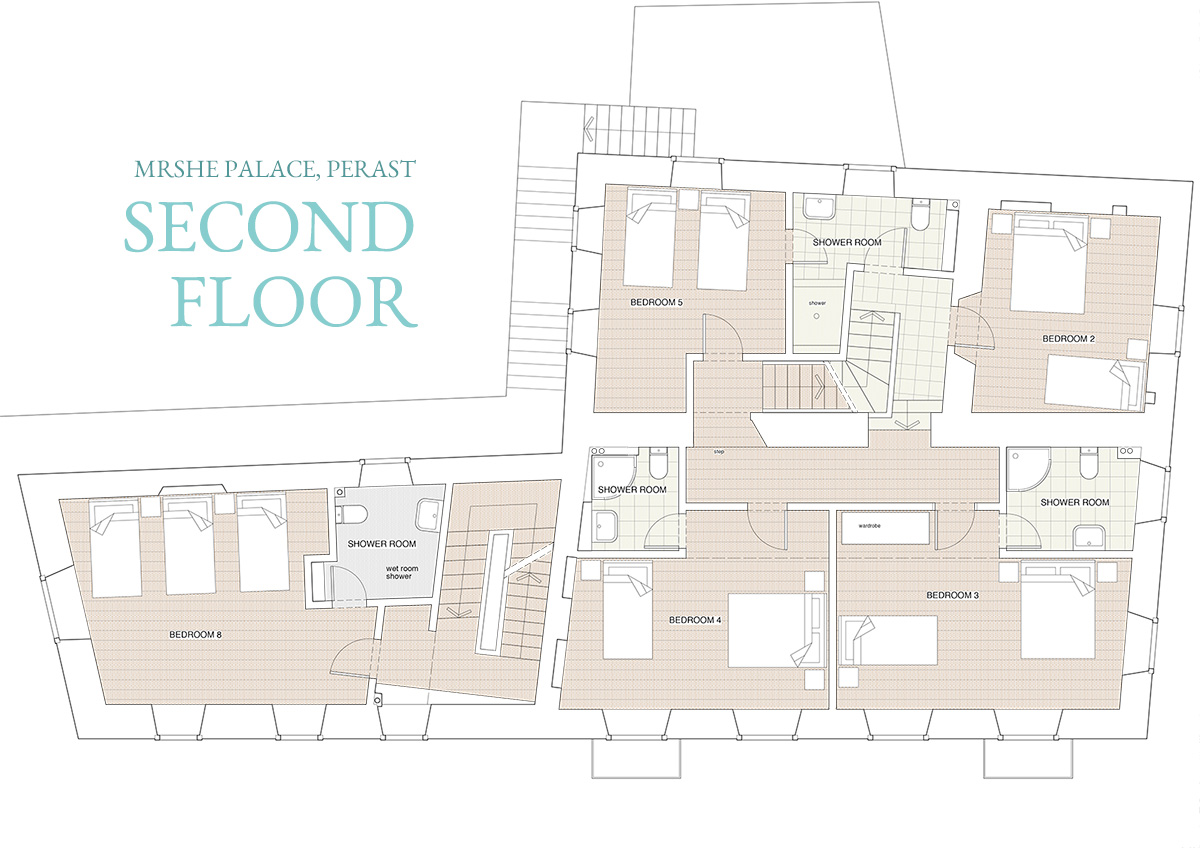 MRSHE PALACE, PERAST
SECOND
FLOOR
SHOWER ROOM
BEDROOM 5
shower
BEDROOM 2
step
SHOWER ROOM
SHOWER ROOM
wardrobe
SHOWER ROOM
wet room
shower
BEDROOM 3
BEDROOM 4
BEDROOM 8